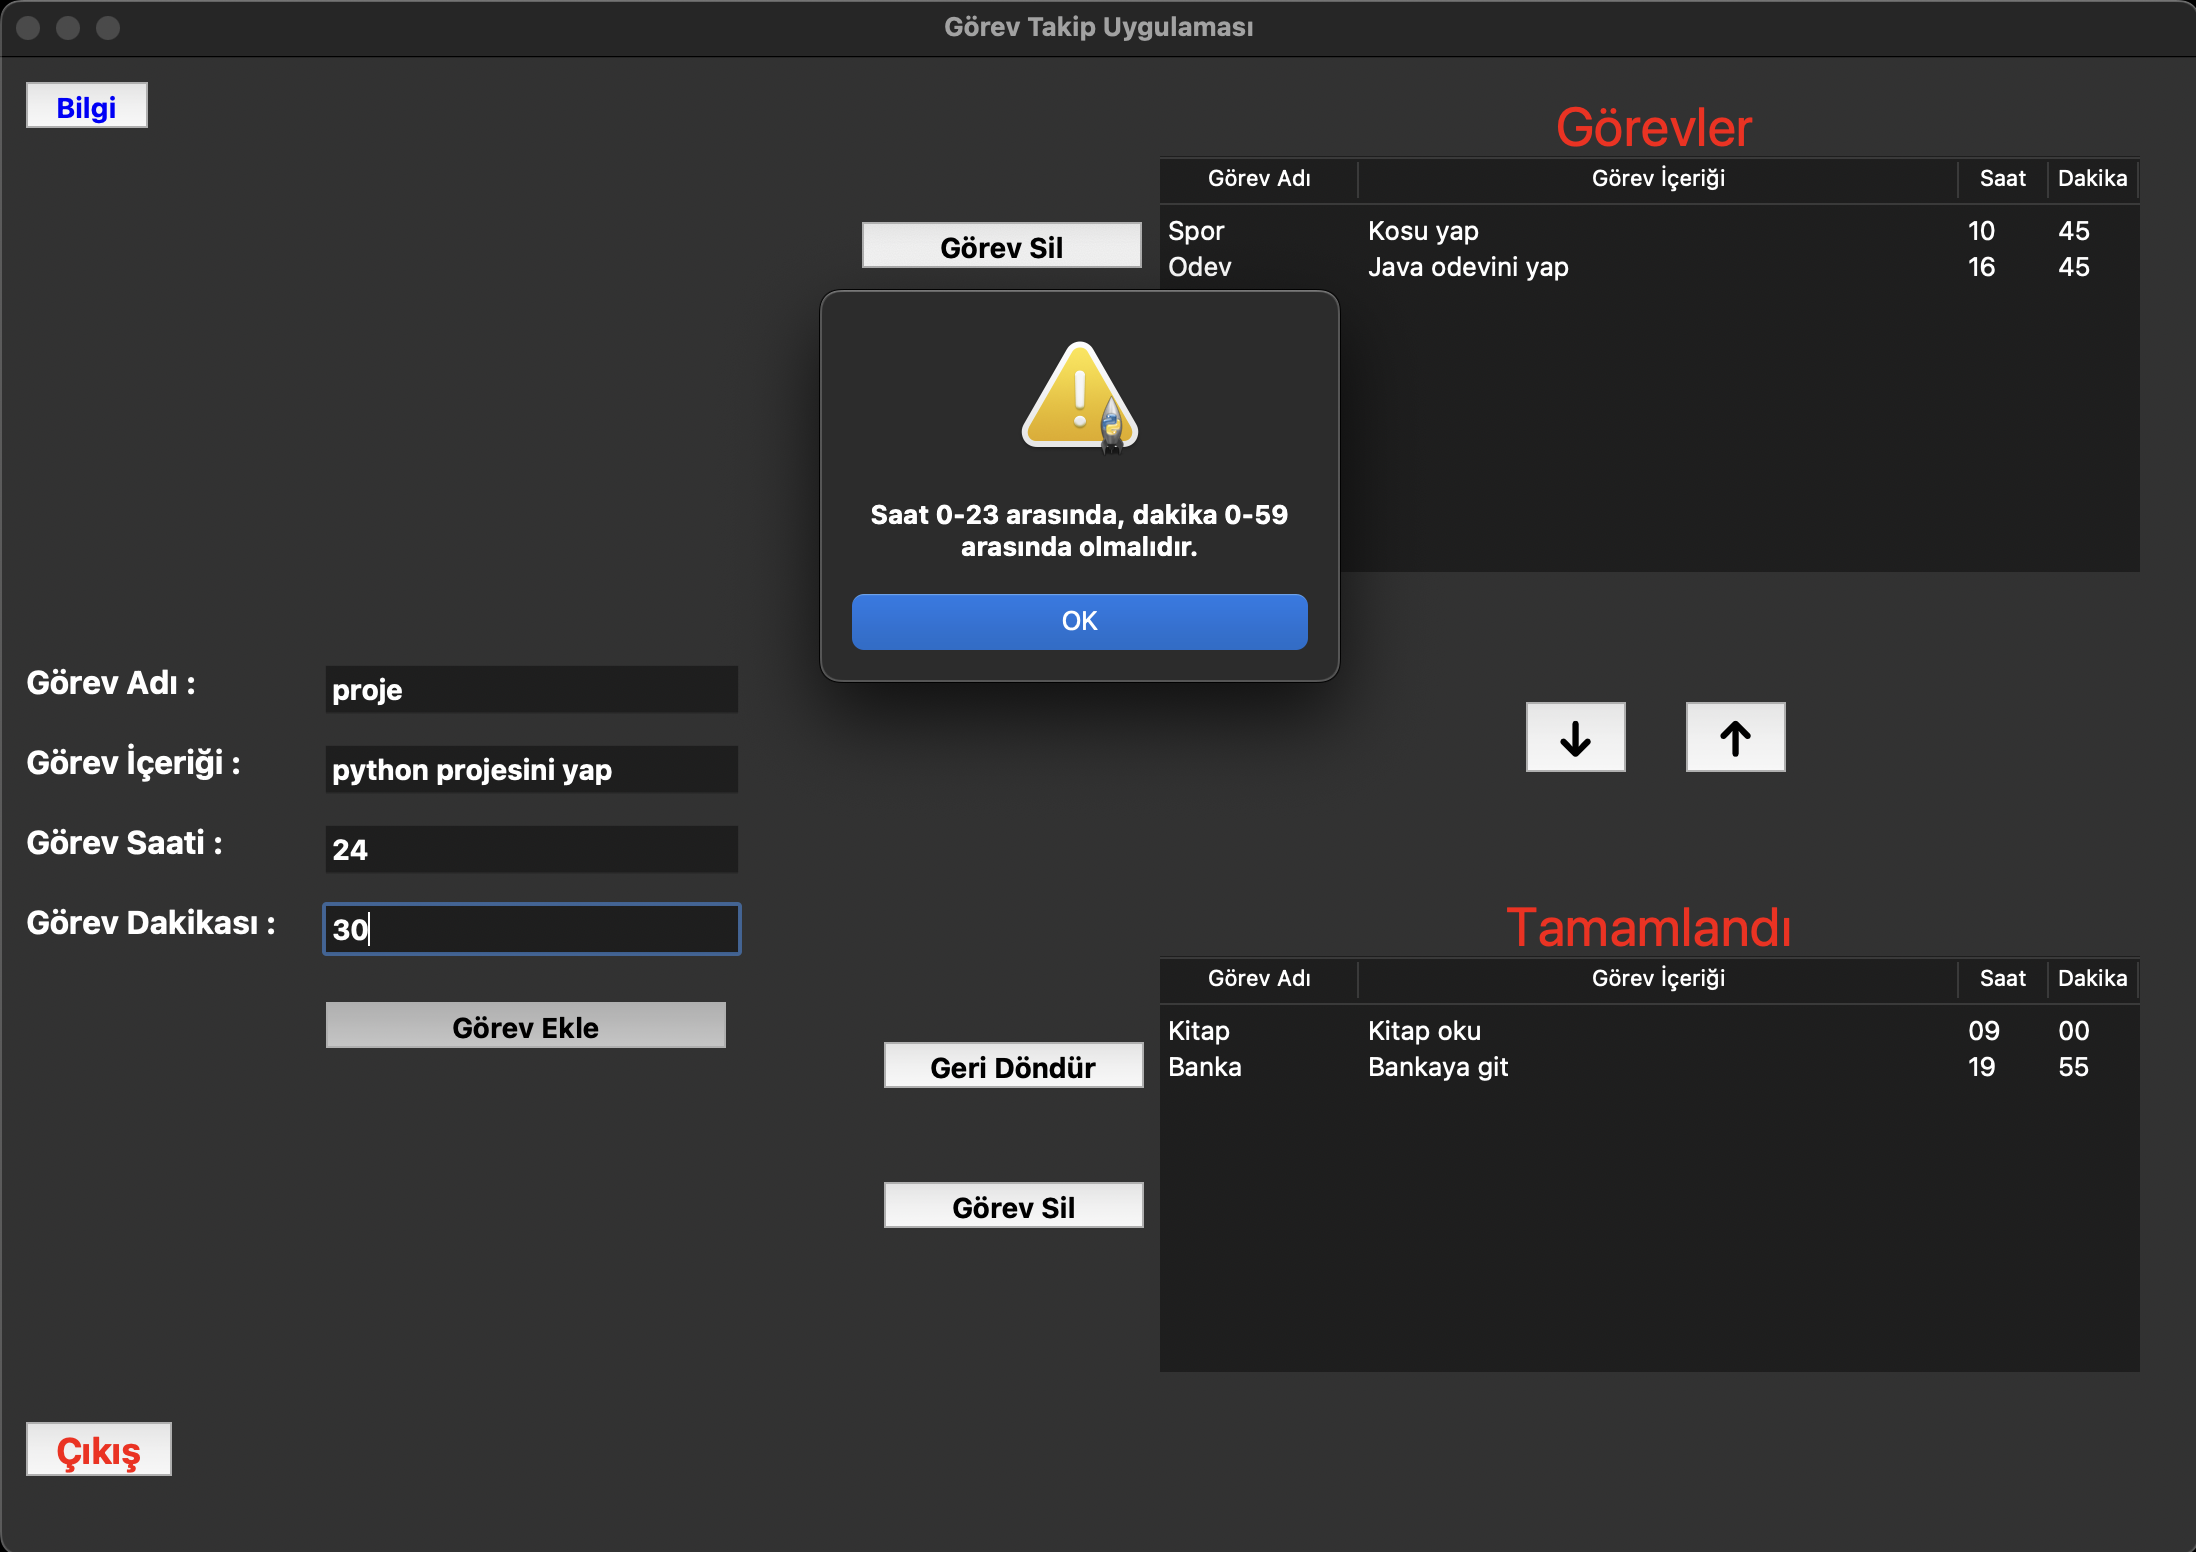 Görev Takip Uygulaması
Bilgi
Görevler
Görev Adı Görev İçeriği Saat Dakika
Spor Kosu yap 10 45
Odev Java odevini yap 16 45
Görev Sil
Saat 0-23 arasında, dakika 0-59
arasında olmalıdır.
OK
Görev Adı : proje
Görev İçeriği : python projesini yap
Görev Saati : 24
Görev Dakikası : 30
Görev Ekle
↓ ↑
Tamamlandı
Görev Adı Görev İçeriği Saat Dakika
Kitap Kitap oku 09 00
Banka Bankaya git 19 55
Geri Döndür
Görev Sil
Çıkış